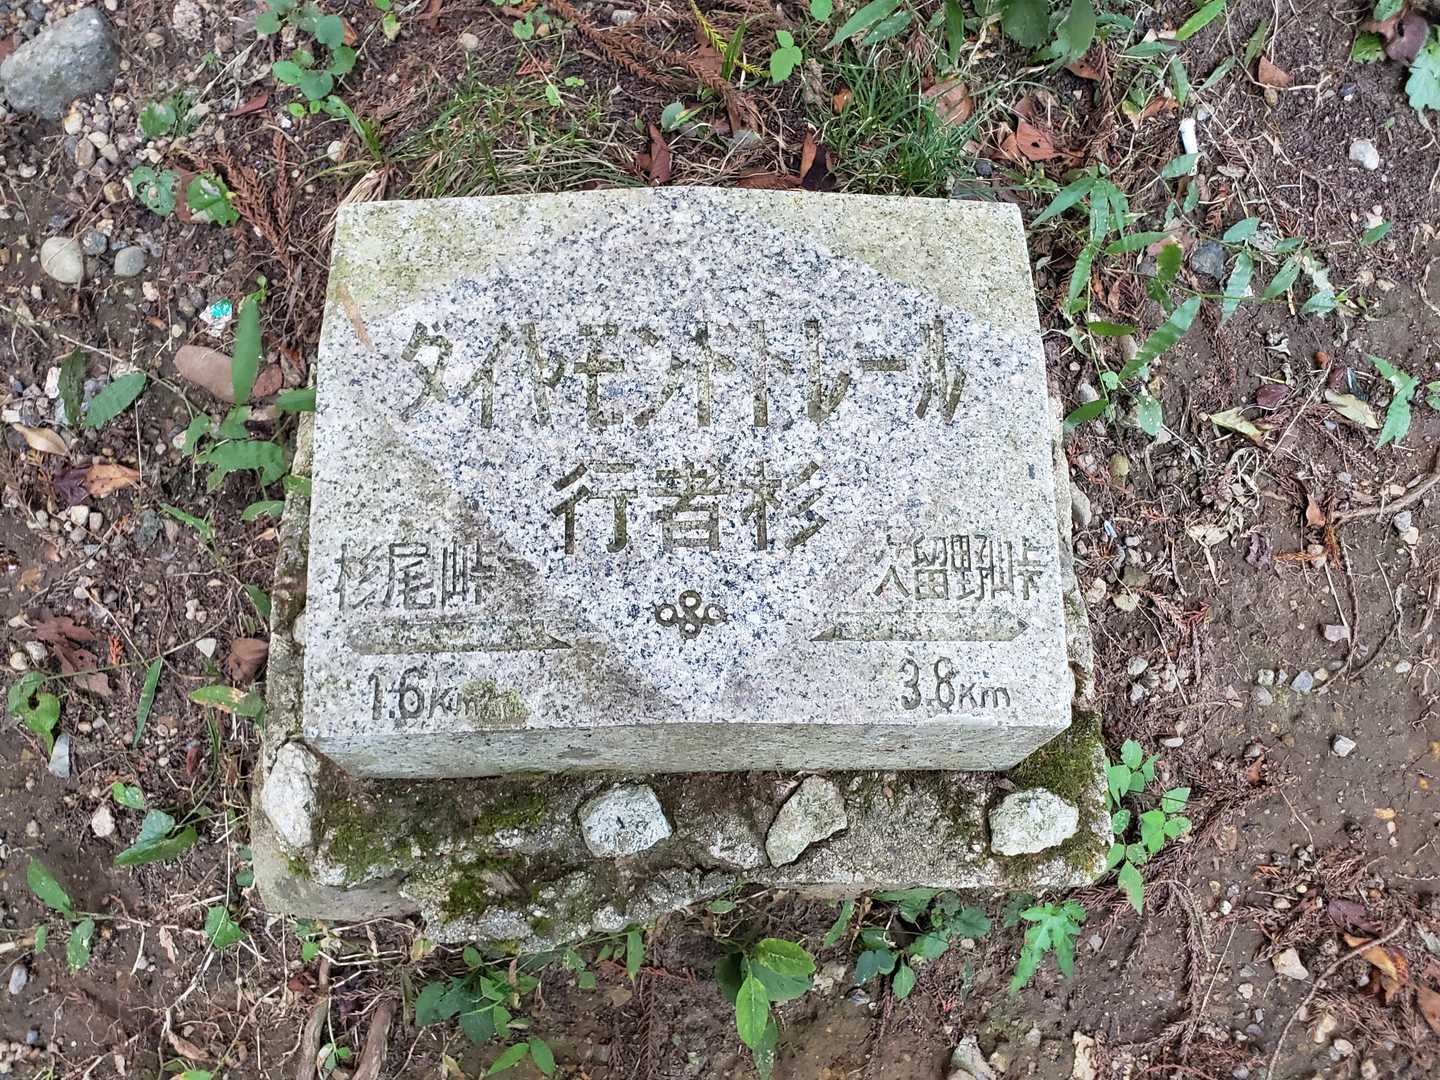 ダイヤモンドトレール
行者杉
杉尾峠
久留野峠
1.6Km
3.8Km